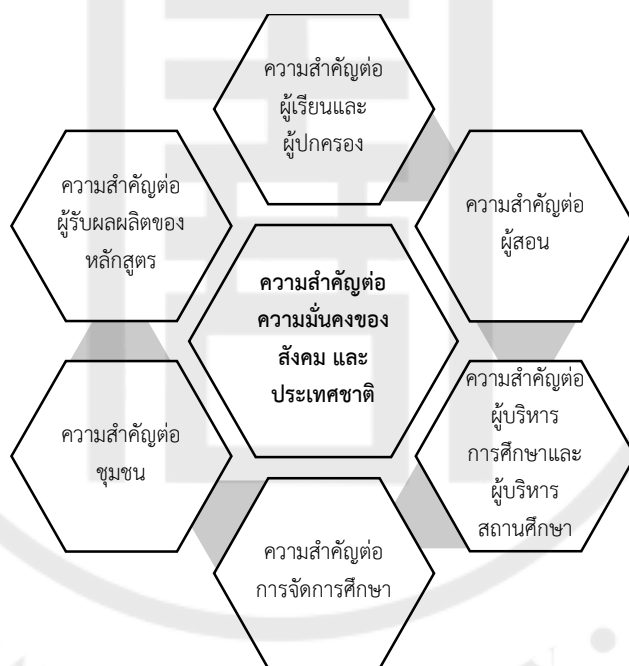 ความสำคัญต่อ
ผู้เรียนและ
ผู้ปกครอง
ความสำคัญต่อ
ผู้สอน
ความสำคัญต่อ
ผู้บริหาร
การศึกษาและ
ผู้บริหาร
สถานศึกษา
ความสำคัญต่อ
การจัดการศึกษา
ความสำคัญต่อ
ชุมชน
ความสำคัญต่อ
ผู้รับผลผลิตของ
หลักสูตร
ความสำคัญต่อ
ความมั่นคงของ
สังคม และ
ประเทศชาติ